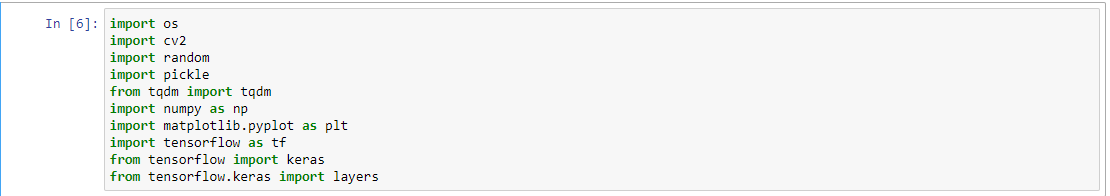 In [6]: import os
import cv2
import random
import pickle
from tqdm import tqdm
import numpy as np
import matplotlib.pyplot as plt
import tensorflow as tf
from tensorflow import keras
from tensorflow.keras import layers